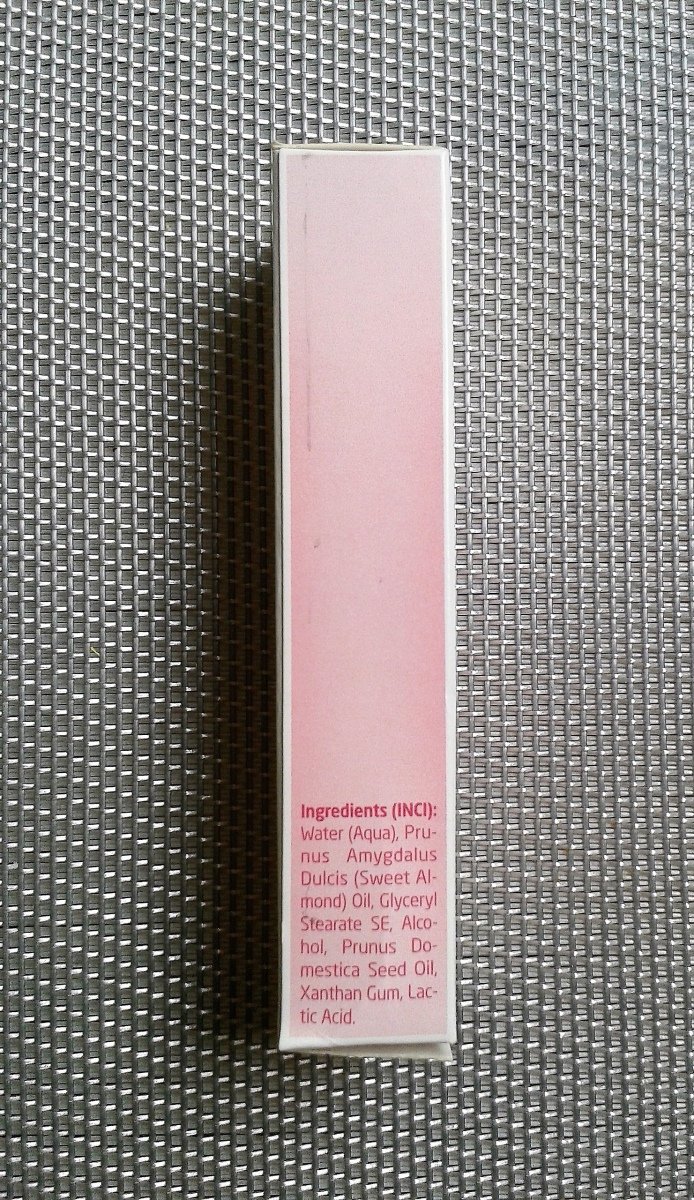 Ingredients (INCI):
Water (Aqua), Pru-
nus Amygdalus
Dulcis (Sweet Al-
mond) Oil, Glyceryl
Stearate SE, Alco-
hol, Prunus Do-
mestica Seed Oil,
Xanthan Gum, Lac-
tic Acid.